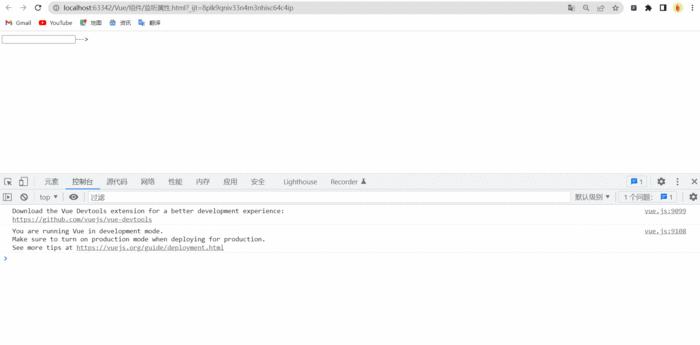 localhost:63342/Vue/组件/监听属性.html?_ijt=8plk9qniv33n4m3nhisc64c4ip
Gmail YouTube 地图 资讯 翻译
--->
元素 控制台 源代码 网络 性能 内存 应用 安全 Lighthouse Recorder 1
top 过滤 默认级别 1 个问题: 1
Download the Vue Devtools extension for a better development experience: vue.js:9099
https://github.com/vuejs/vue-devtools
You are running Vue in development mode. vue.js:9108
Make sure to turn on production mode when deploying for production.
See more tips at https://vuejs.org/guide/deployment.html
>